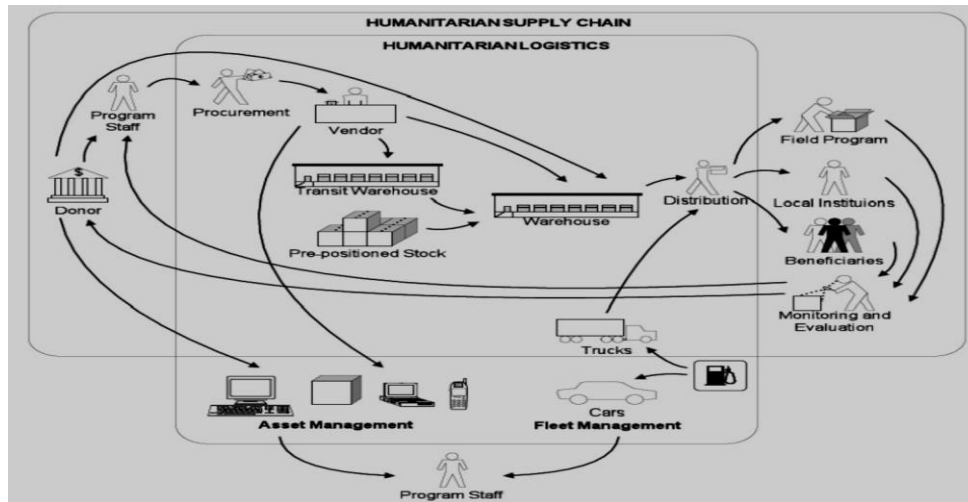 HUMANITARIAN SUPPLY CHAIN
HUMANITARIAN LOGISTICS
Program
Staff
Procurement
Vendor
Field Program
$
Donor
Transit Warehouse
Warehouse
Distribution
Local Instituions
Pre-positioned Stock
Beneficiaries
Monitoring and
Evaluation
Trucks
Cars
Asset Management
Fleet Management
Program Staff